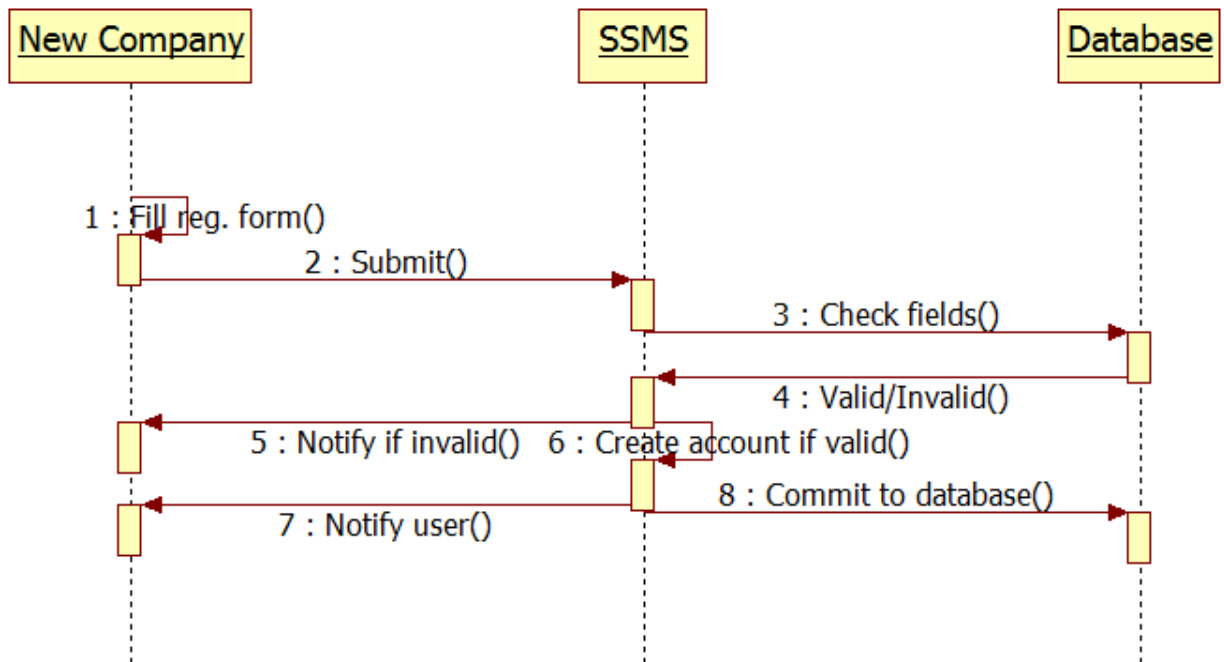 New Company
SSMS
Database
1 : Fill reg. form()
2 : Submit()
3 : Check fields()
4 : Valid/Invalid()
5 : Notify if invalid()
6 : Create account if valid()
7 : Notify user()
8 : Commit to database()